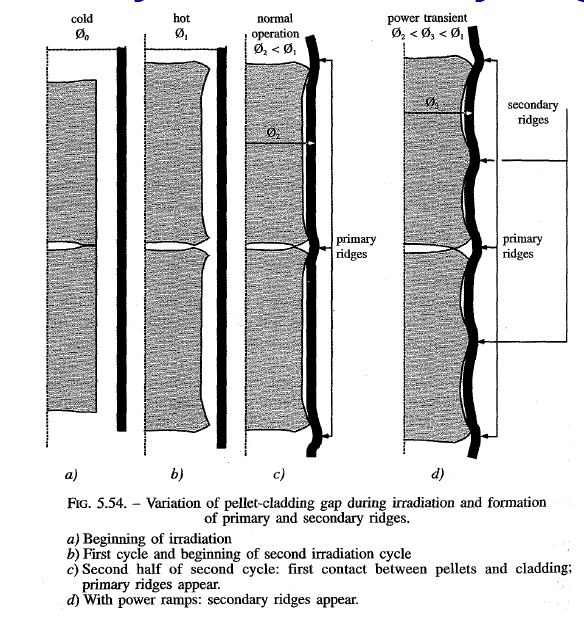 cold
Ø₀
hot
Ø₁
normal
operation
Ø₂ < Ø₁
power transient
Ø₂ < Ø₃ < Ø₁
Ø₂
Ø₃
secondary
ridges
primary
ridges
primary
ridges
a)
b)
c)
d)
FIG. 5.54. – Variation of pellet-cladding gap during irradiation and formation
of primary and secondary ridges.
a) Beginning of irradiation
b) First cycle and beginning of second irradiation cycle
c) Second half of second cycle: first contact between pellets and cladding;
primary ridges appear.
d) With power ramps: secondary ridges appear.